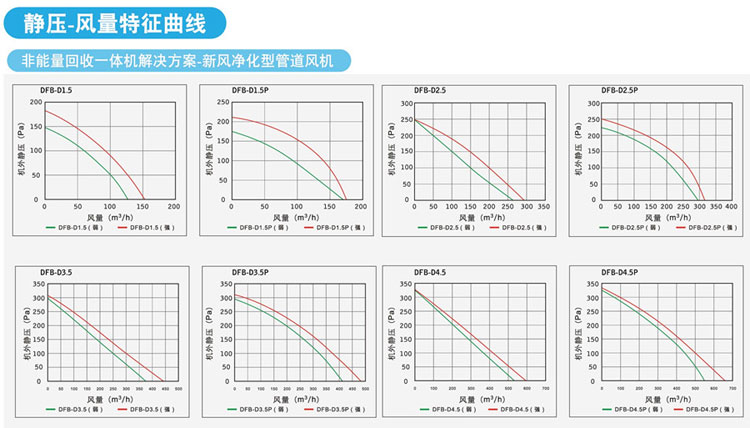 静压-风量特征曲线
非能量回收一体机解决方案-新风净化型管道风机
DFB-D1.5
机外静压 (Pa)
200
150
100
50
0
0 50 100 150 200
风量 (m³/h)
DFB-D1.5 ( 弱 ) DFB-D1.5 ( 强 )
DFB-D1.5P
机外静压 (Pa)
250
200
150
100
50
0
0 50 100 150 200
风量 (m³/h)
DFB-D1.5P ( 弱 ) DFB-D1.5P ( 强 )
DFB-D2.5
机外静压 (Pa)
300
250
200
150
100
50
0
0 50 100 150 200 250 300 350
风量 (m³/h)
DFB-D2.5 ( 弱 ) DFB-D2.5 ( 强 )
DFB-D2.5P
机外静压 (Pa)
300
250
200
150
100
50
0
0 50 100 150 200 250 300 350 400
风量 (m³/h)
DFB-D2.5P ( 弱 ) DFB-D2.5P ( 强 )
DFB-D3.5
机外静压 (Pa)
350
300
250
200
150
100
50
0
0 50 100 150 200 250 300 350 400 450 500
风量 (m³/h)
DFB-D3.5 ( 弱 ) DFB-D3.5 ( 强 )
DFB-D3.5P
机外静压 (Pa)
350
300
250
200
150
100
50
0
0 50 100 150 200 250 300 350 400 450 500
风量 (m³/h)
DFB-D3.5P ( 弱 ) DFB-D3.5P ( 强 )
DFB-D4.5
机外静压 (Pa)
350
300
250
200
150
100
50
0
0 100 200 300 400 500 600 700
风量 (m³/h)
DFB-D4.5 ( 弱 ) DFB-D4.5 ( 强 )
DFB-D4.5P
机外静压 (Pa)
350
300
250
200
150
100
50
0
0 100 200 300 400 500 600 700
风量 (m³/h)
DFB-D4.5P ( 弱 ) DFB-D4.5P ( 强 )